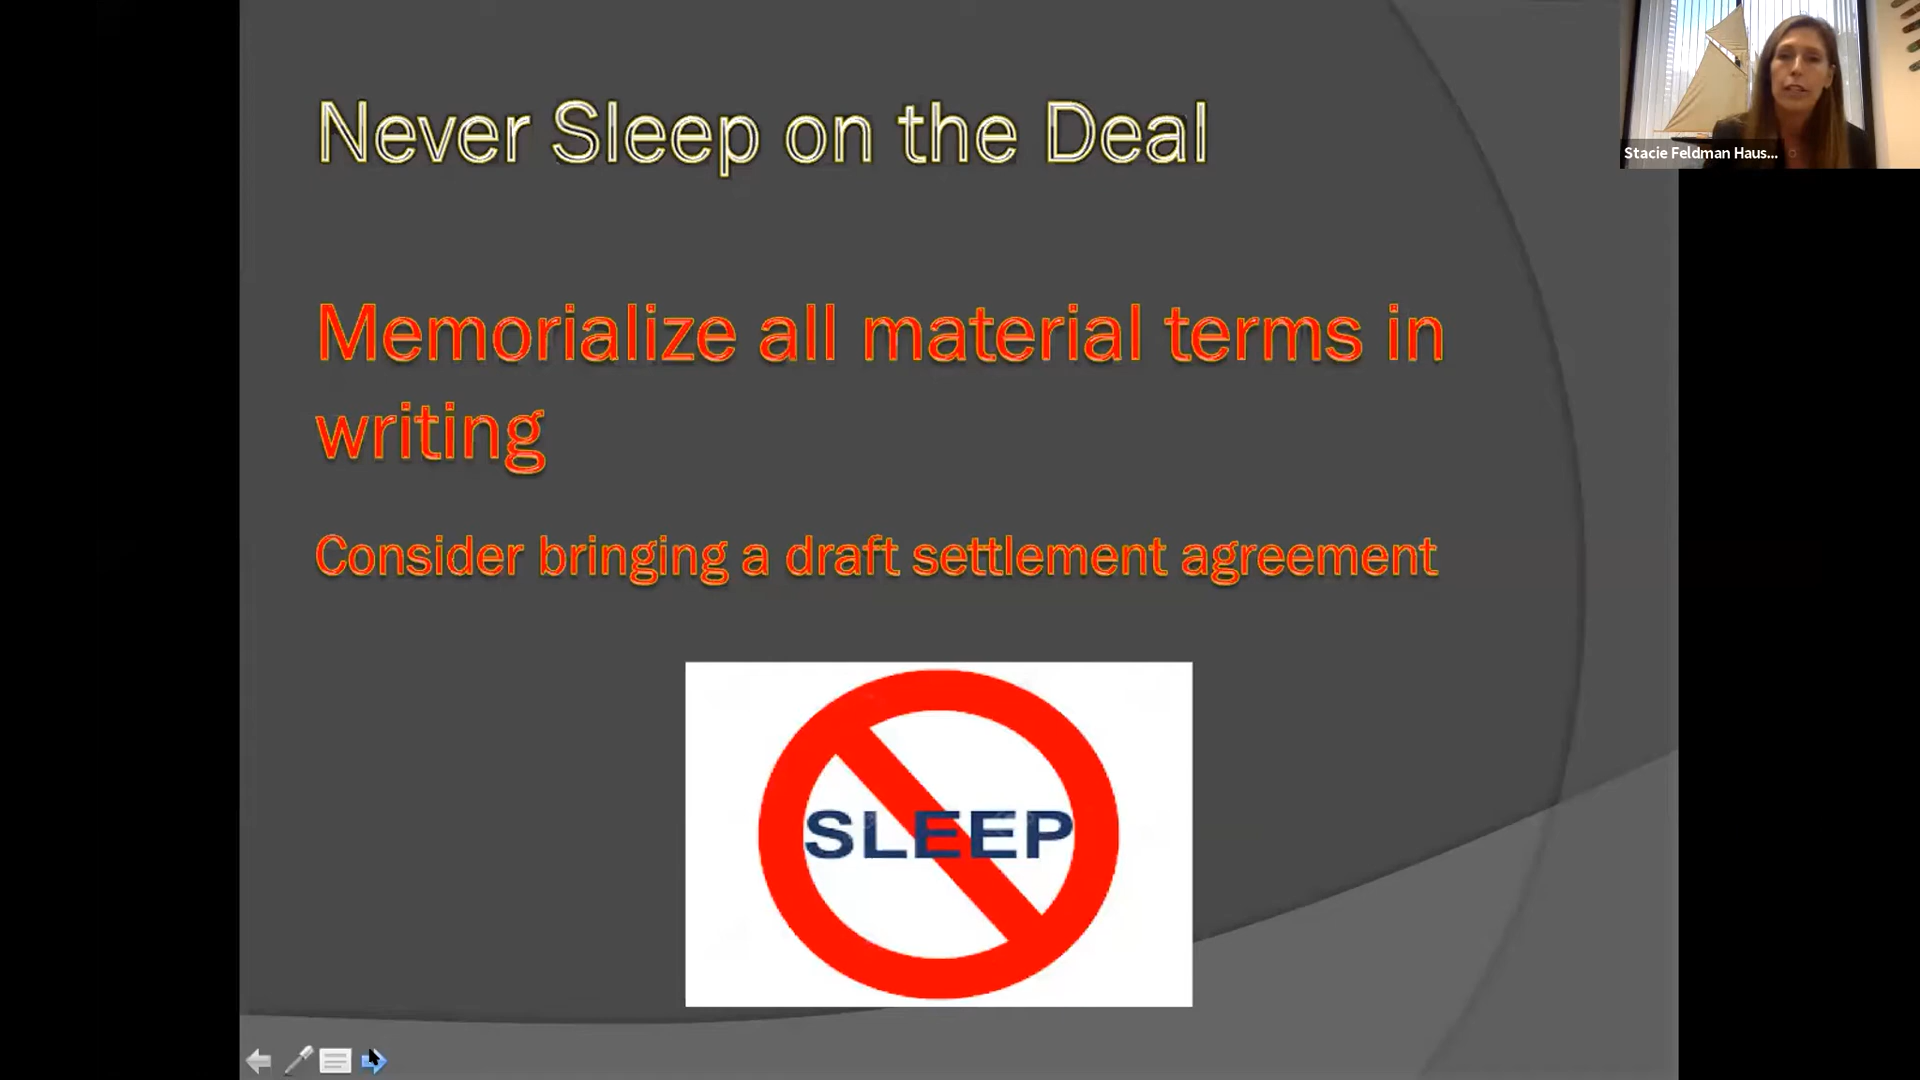 Never Sleep on the Deal
Stacie Feldman Haus...
Memorialize all material terms in
writing
Consider bringing a draft settlement agreement
SLEEP